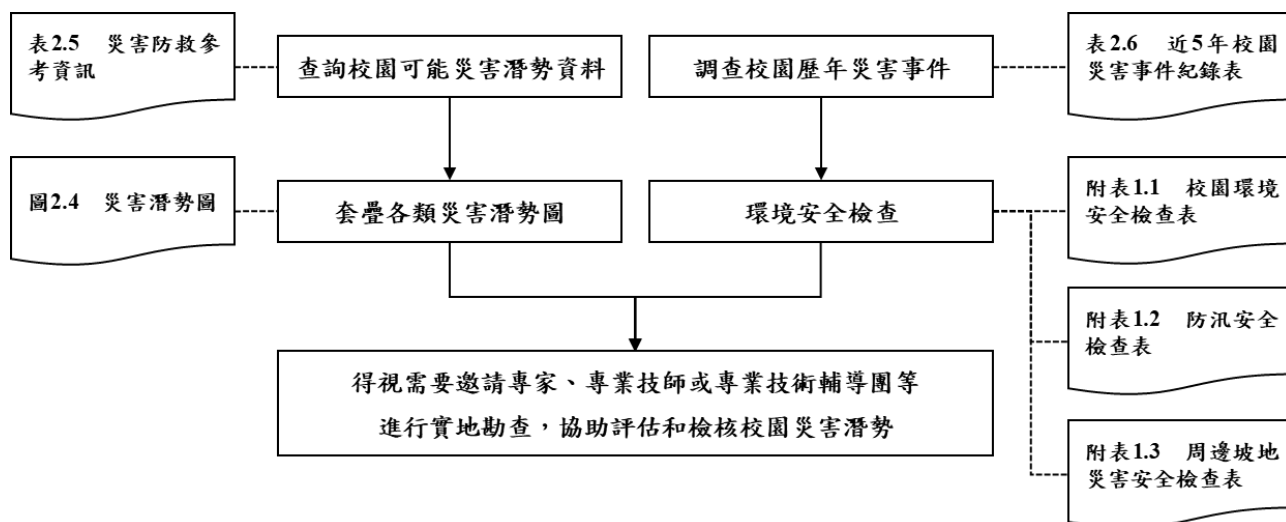 表2.5 災害防救參
考資訊
查詢校園可能災害潛勢資料
調查校園歷年災害事件
表2.6 近5年校園
災害事件紀錄表
圖2.4 災害潛勢圖
套疊各類災害潛勢圖
環境安全檢查
附表1.1 校園環境
安全檢查表
附表1.2 防汛安全
檢查表
得視需要邀請專家、專業技師或專業技術輔導團等
進行實地勘查，協助評估和檢核校園災害潛勢
附表1.3 周邊坡地
災害安全檢查表